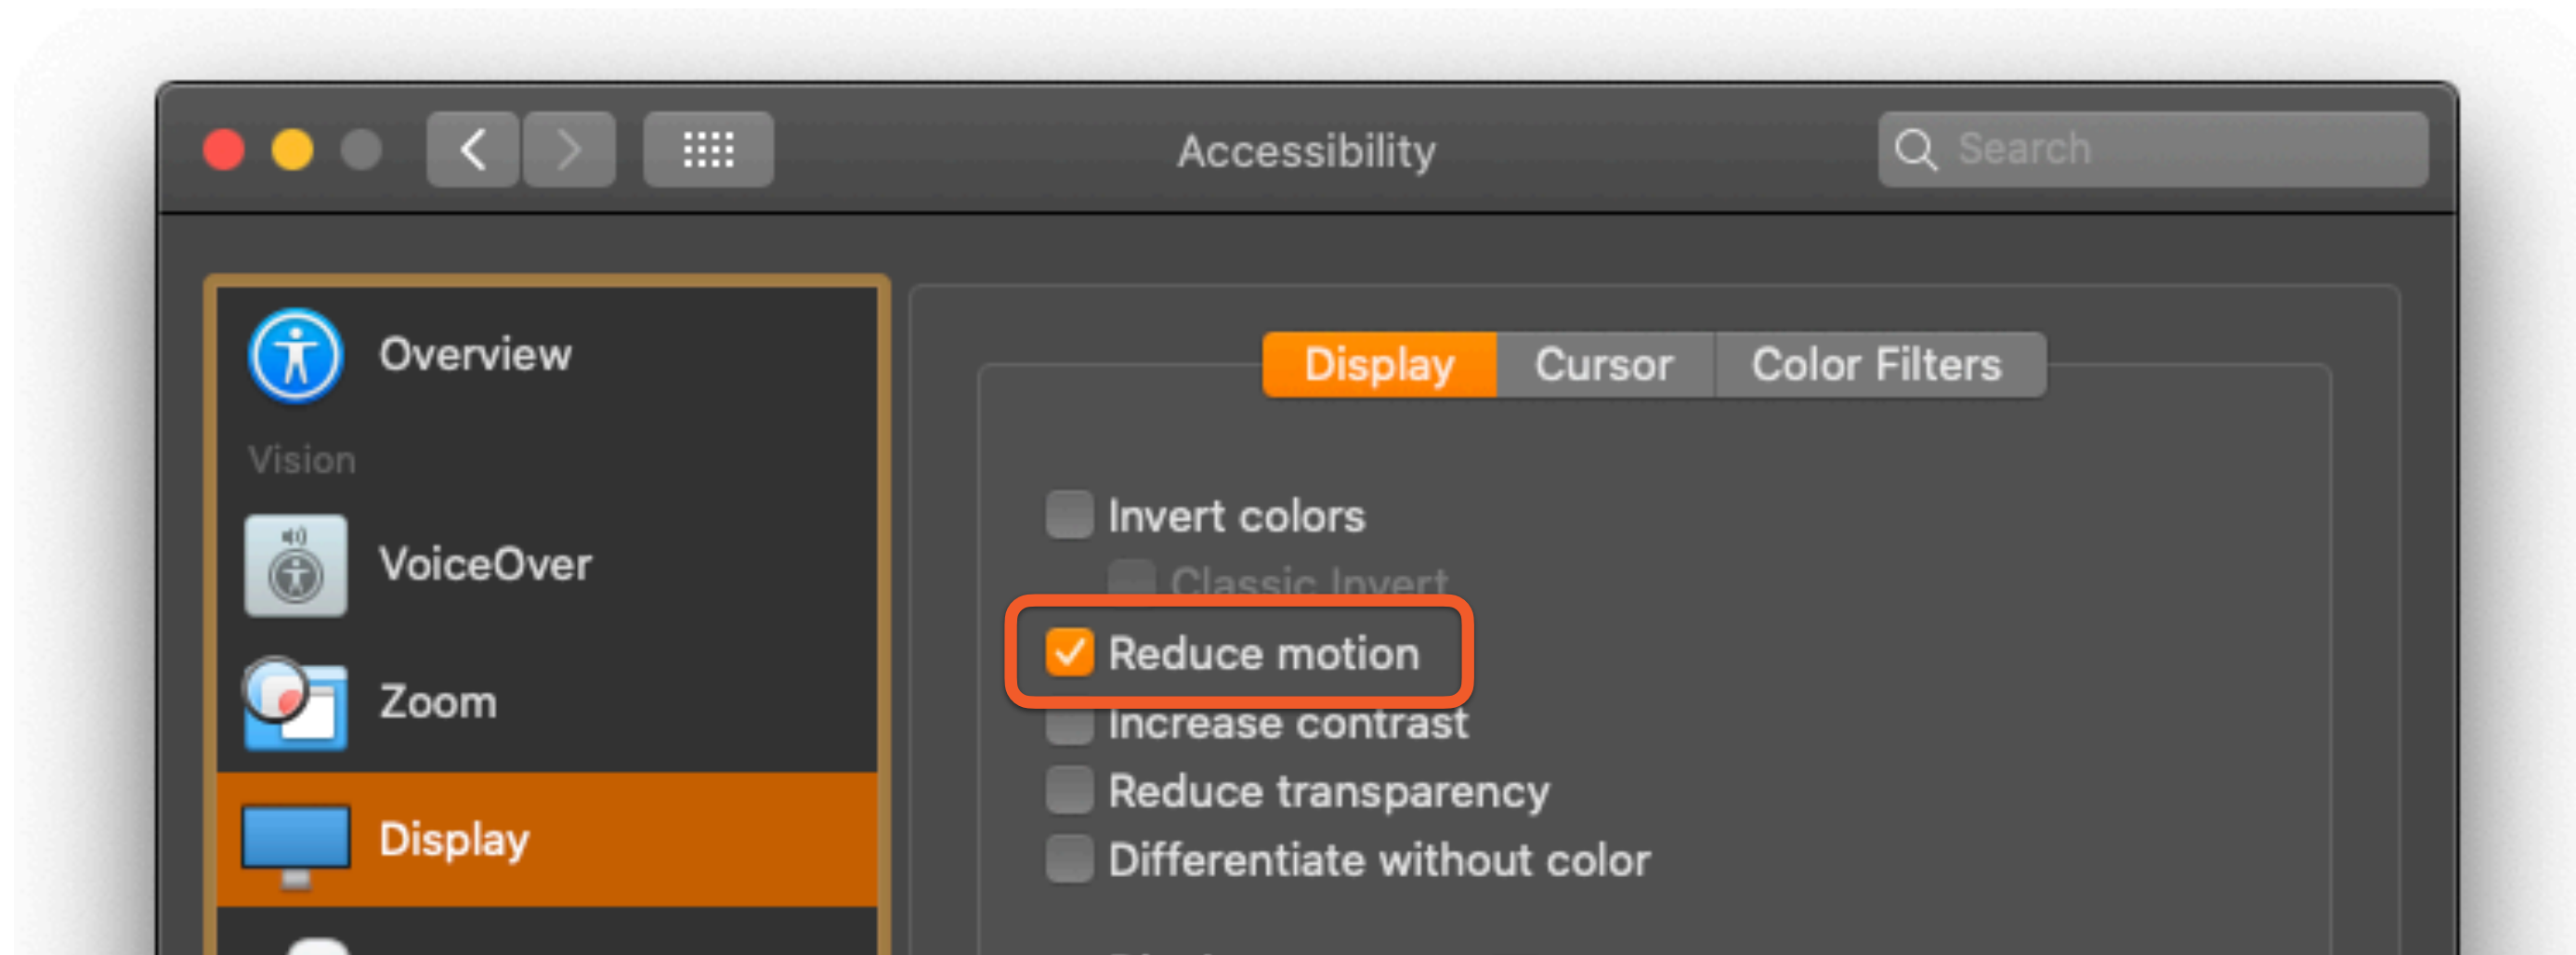 Accessibility
Search
Overview
Vision
VoiceOver
Zoom
Display
Display
Cursor
Color Filters
Invert colors
Classic Invert
Reduce motion
Increase contrast
Reduce transparency
Differentiate without color